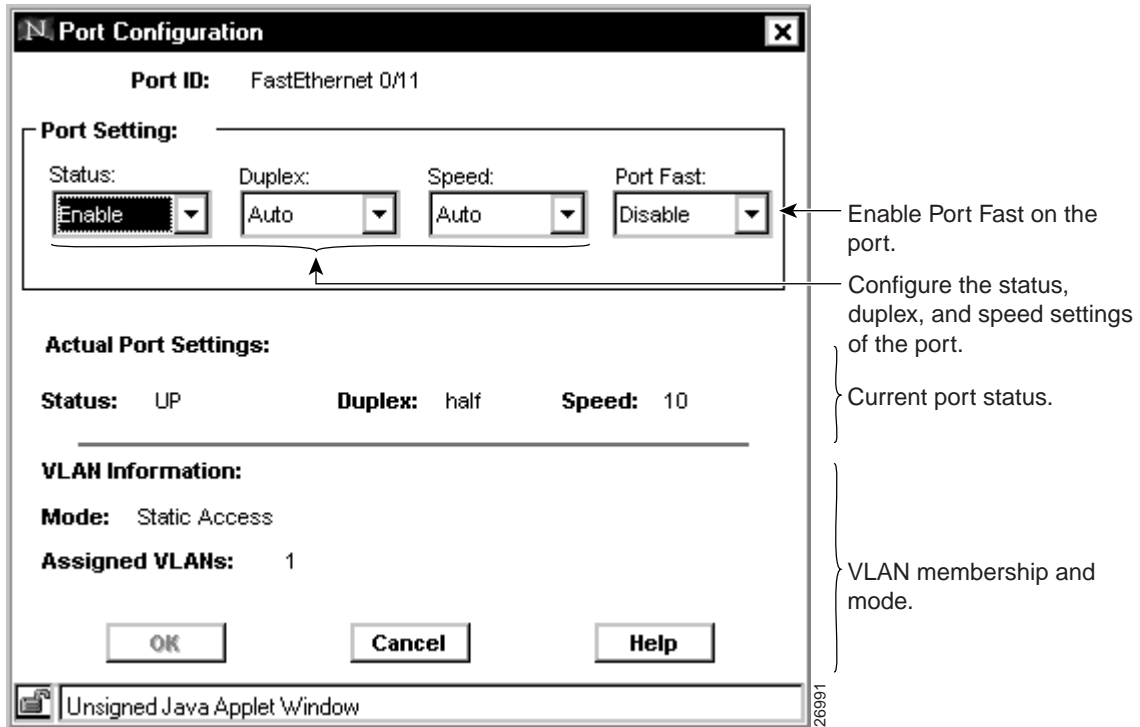 N Port Configuration
Port ID: FastEthernet 0/11
Port Setting:
Status: Duplex: Speed: Port Fast:
Enable Auto Auto Disable
Enable Port Fast on the
port.
Configure the status,
duplex, and speed settings
of the port.
Actual Port Settings:
Status: UP Duplex: half Speed: 10
Current port status.
VLAN Information:
Mode: Static Access
Assigned VLANs: 1
VLAN membership and
mode.
OK Cancel Help
Unsigned Java Applet Window
26991